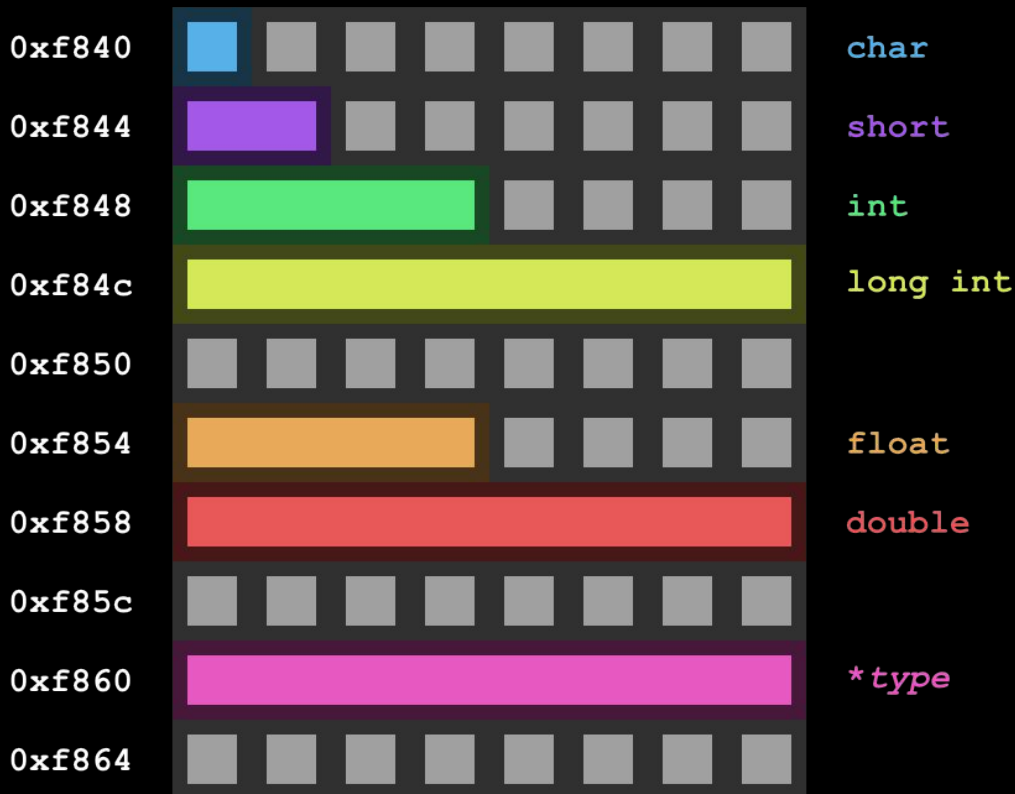 0xf840 char
0xf844 short
0xf848 int
0xf84c long int
0xf850
0xf854 float
0xf858 double
0xf85c
0xf860 *type
0xf864